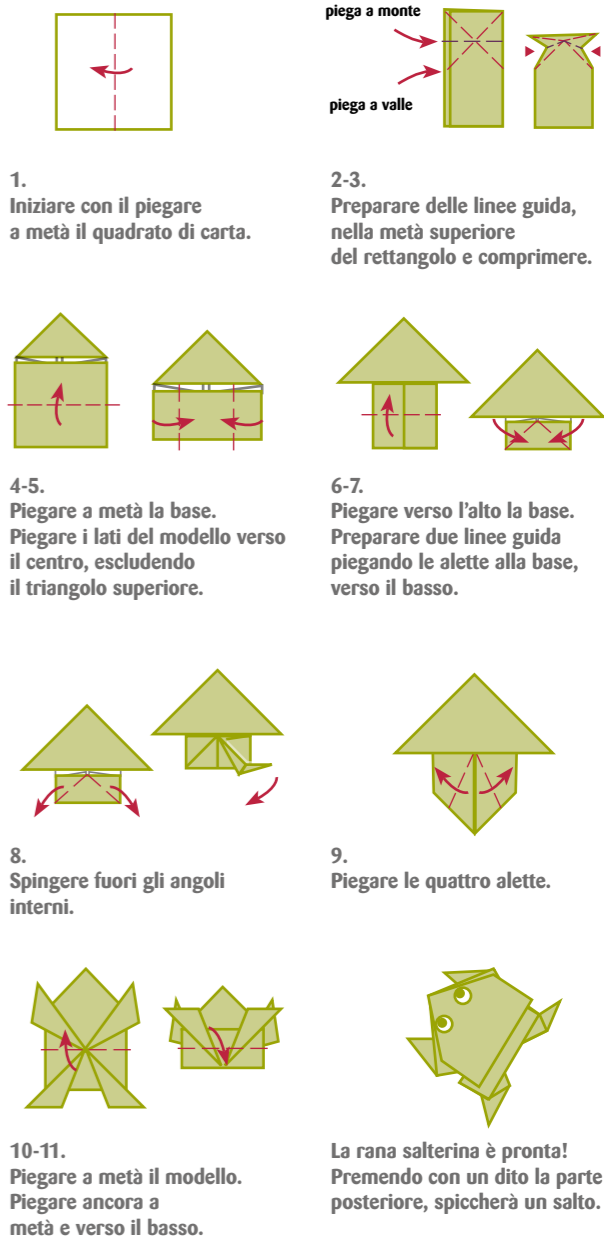 piega a monte
piega a valle
1.
Iniziare con il piegare
a metà il quadrato di carta.
2-3.
Preparare delle linee guida,
nella metà superiore
del rettangolo e comprimere.
4-5.
Piegare a metà la base.
Piegare i lati del modello verso
il centro, escludendo
il triangolo superiore.
6-7.
Piegare verso l'alto la base.
Preparare due linee guida
piegando le alette alla base,
verso il basso.
8.
Spingere fuori gli angoli
interni.
9.
Piegare le quattro alette.
10-11.
Piegare a metà il modello.
Piegare ancora a
metà e verso il basso.
La rana salterina è pronta!
Premendo con un dito la parte
posteriore, spiccherà un salto.